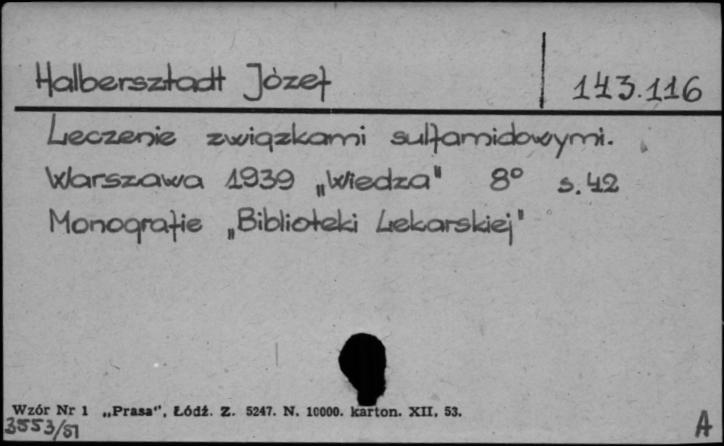 Halbersztadt Józef
143.116
Leczenie związkami sulfamidowymi.
Warszawa 1939 „Wiedza" 8° s. 42
Monografie „Biblioteki Lekarskiej"
Wzór Nr 1 „Prasa", Łódź. Z. 5247. N. 10000. karton. XII. 53.
3553/51
A